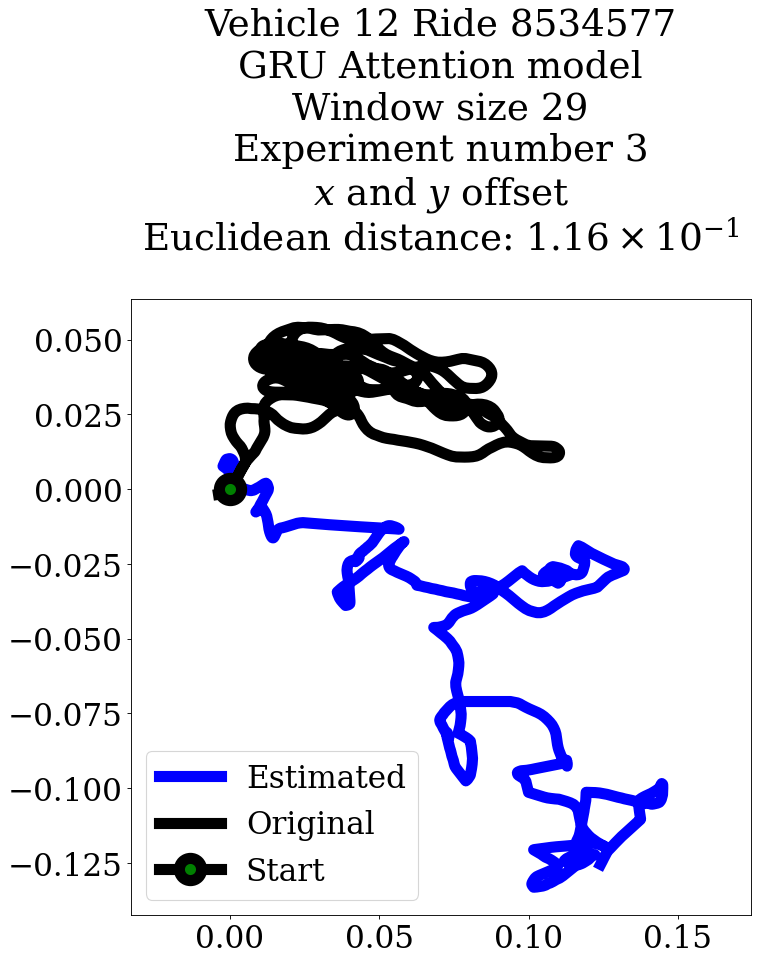 Vehicle 12 Ride 8534577
GRU Attention model
Window size 29
Experiment number 3
x and y offset
Euclidean distance: 1.16 × 10⁻¹
0.050
0.025
0.000
−0.025
−0.050
−0.075
−0.100
−0.125
Estimated
Original
Start
0.00 0.05 0.10 0.15